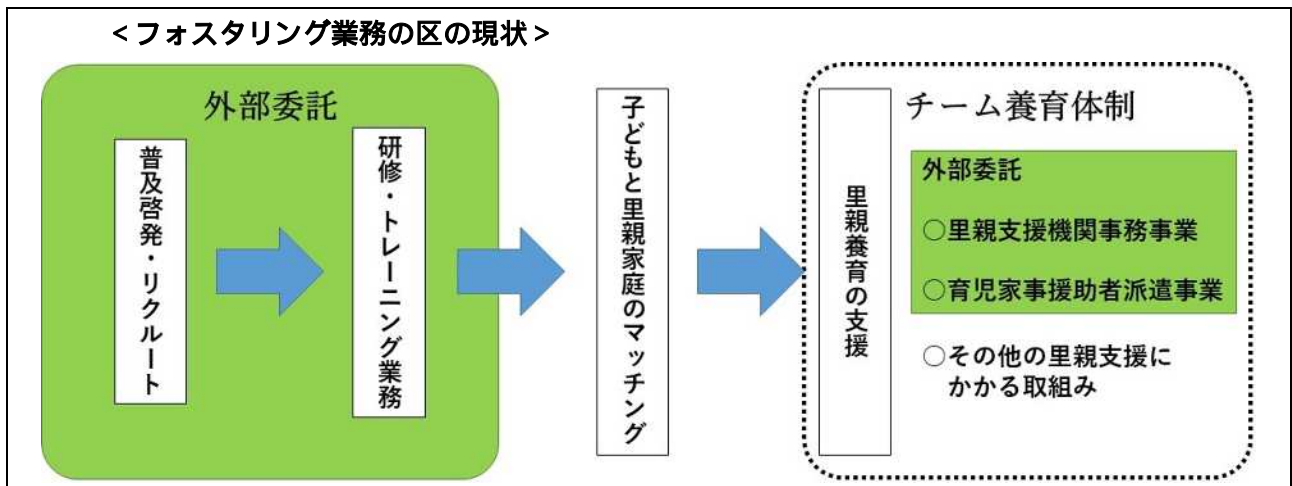 ＜フォスタリング業務の区の現状＞
外部委託
普及啓発・リクルート
研修・トレーニング業務
子どもと里親家庭のマッチング
チーム養育体制
里親養育の支援
外部委託
○里親支援機関事務事業
○育児家事援助者派遣事業
○その他の里親支援に
かかる取組み